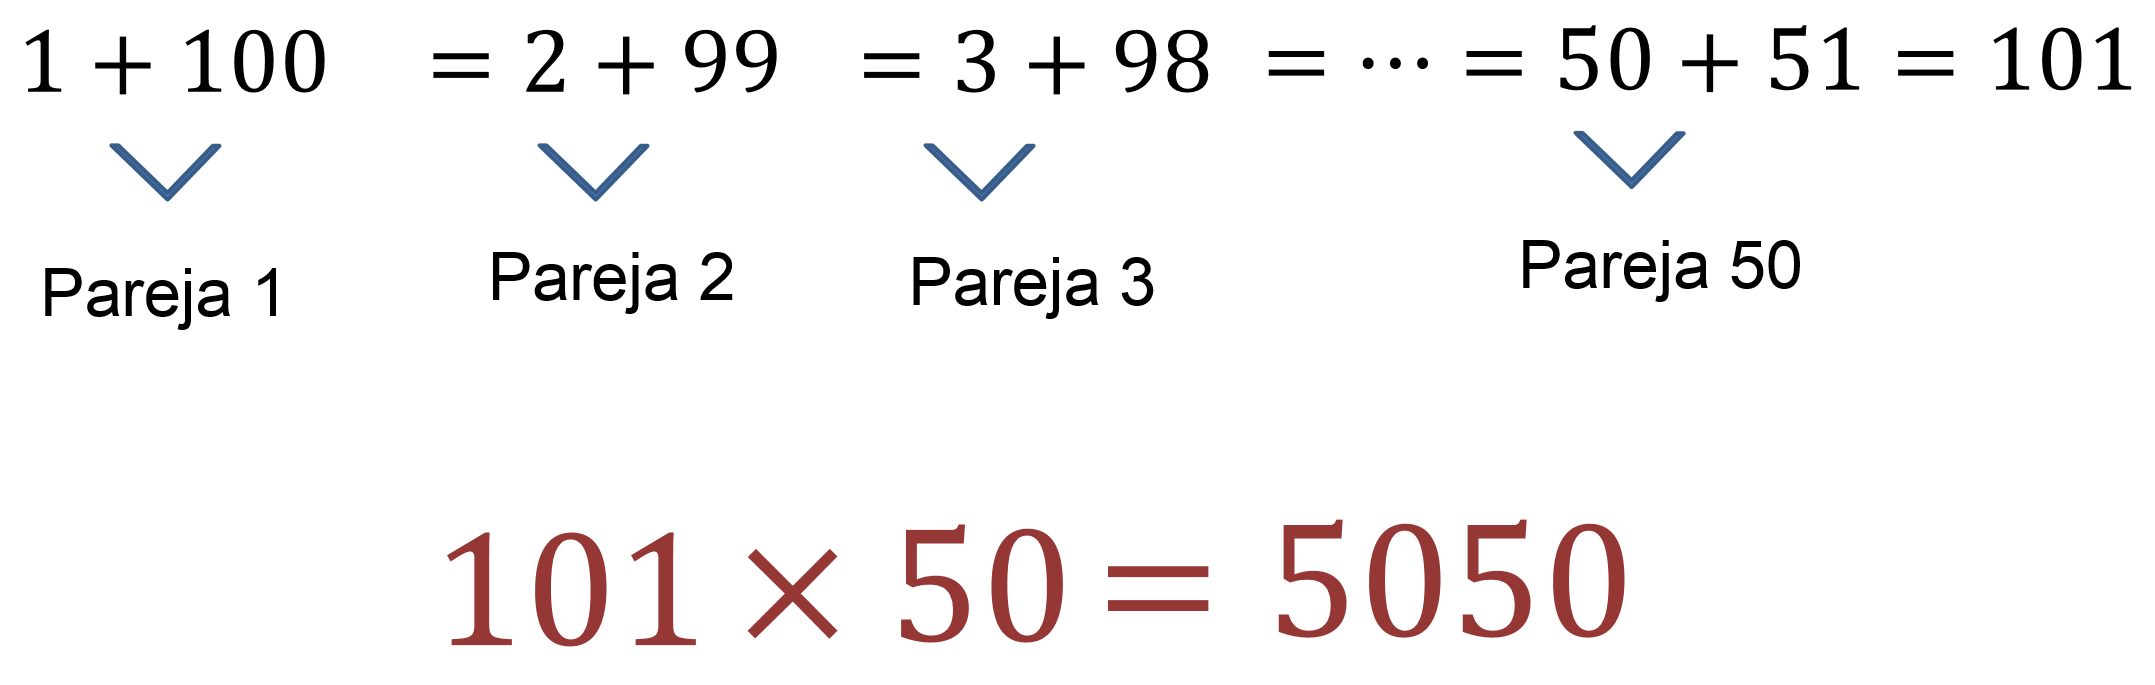 1 + 100 = 2 + 99 = 3 + 98 = ⋯ = 50 + 51 = 101
Pareja 1 Pareja 2 Pareja 3 Pareja 50
101 × 50 = 5050